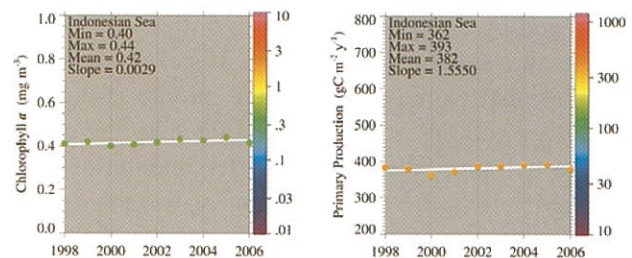 Indonesian Sea
Min = 0.40
Max = 0.44
Mean = 0.42
Slope = 0.0029
Chlorophyll a (mg m-3)
1.0
0.8
0.6
0.4
0.2
0.0
1998 2000 2002 2004 2006
10
3
1
.3
.1
.03
.01
Indonesian Sea
Min = 362
Max = 393
Mean = 382
Slope = 1.5550
Primary Production (gC m-2 y-1)
800
700
600
500
400
300
200
1998 2000 2002 2004 2006
1000
300
100
30
10